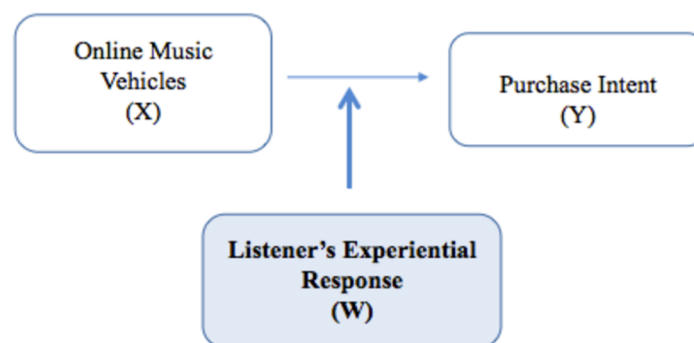 Online Music
Vehicles
(X)
Purchase Intent
(Y)
Listener’s Experiential
Response
(W)